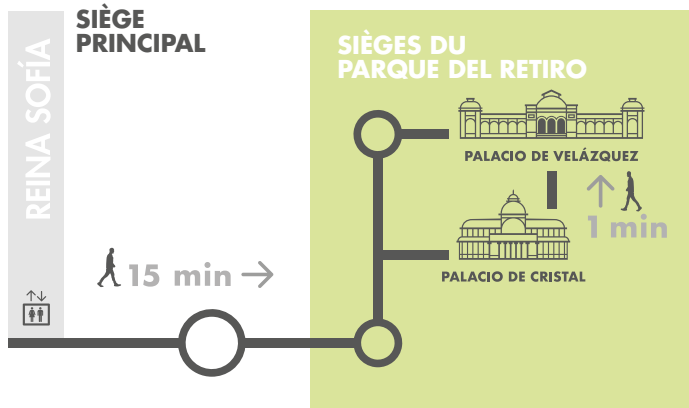 REINA SOFÍA
SIÈGE
PRINCIPAL
SIÈGES DU
PARQUE DEL RETIRO
PALACIO DE VELÁZQUEZ
1 min
PALACIO DE CRISTAL
15 min